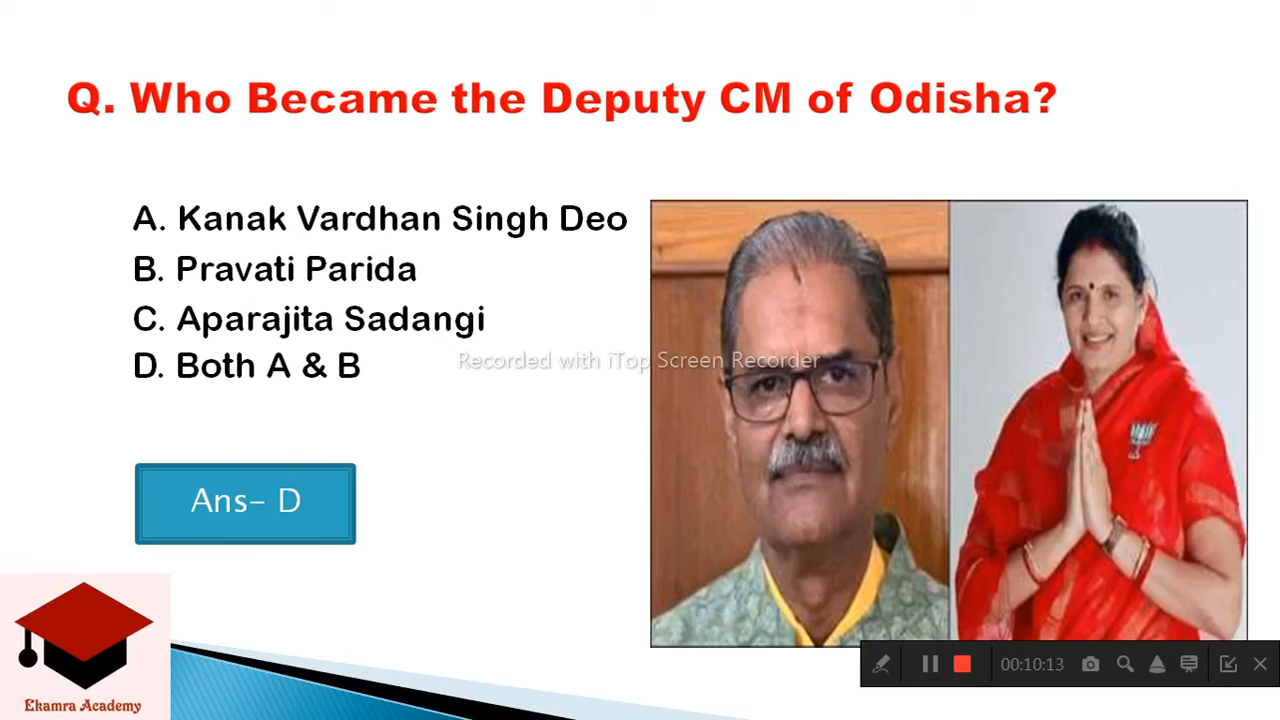 Q. Who Became the Deputy CM of Odisha?
A. Kanak Vardhan Singh Deo
B. Pravati Parida
C. Aparajita Sadangi
D. Both A & B
Recorded with iTop Screen Recorder
Ans- D
Ekamra Academy
00:10:13